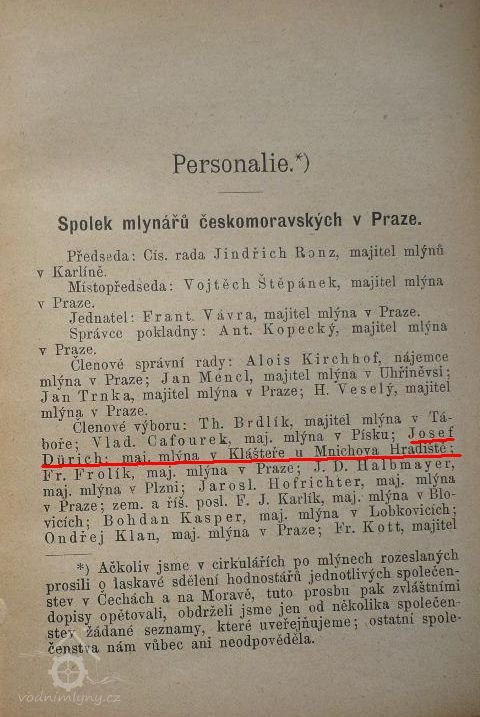 Personalie.*)
Spolek mlynářů českomoravských v Praze.
Předseda: Cís. rada Jindřich Ronz, majitel mlýnů
v Karlíně.
Místopředseda: Vojtěch Štěpánek, majitel mlýna
v Praze.
Jednatel: Frant. Vávra, majitel mlýna v Praze.
Správce pokladny: Ant. Kopecký, majitel mlýna
v Praze.
Členové správní rady: Alois Kirchhof, nájemce
mlýna v Praze; Jan Mencl, majitel mlýna v Uhříněvsi;
Jan Trnka, majitel mlýna v Praze; H. Veselý, majitel
mlýna v Praze.
Členové výboru: Th. Brdlík, majitel mlýna v Tá-
boře; Vlad. Cafourek, maj. mlýna v Písku; Josef
Dürich; maj. mlýna v Klášteře u Mnichova Hradiště;
Fr. Frolík, maj. mlýna v Praze; J. D. Halbmayer,
maj. mlýna v Plzni; Jarosl. Hofrichter, maj. mlýna
v Praze; zem. a říš. posl. F. J. Karlík, maj. mlýna v Blo-
vicích; Bohdan Kasper, maj. mlýna v Lobkovicích;
Ondřej Klan, maj. mlýna v Praze; Fr. Kott, majitel
*) Ačkoliv jsme v cirkulářích po mlýnech rozeslaných
prosili o laskavé sdělení hodnostářů jednotlivých společen-
stev v Čechách a na Moravě, tuto prosbu pak zvláštními
dopisy opětovali, obdrželi jsme jen od několika společen-
stev žádané seznamy, které uveřejňujeme; ostatní spole-
čenstva nám vůbec ani neodpověděla.
vodnimlyny.cz